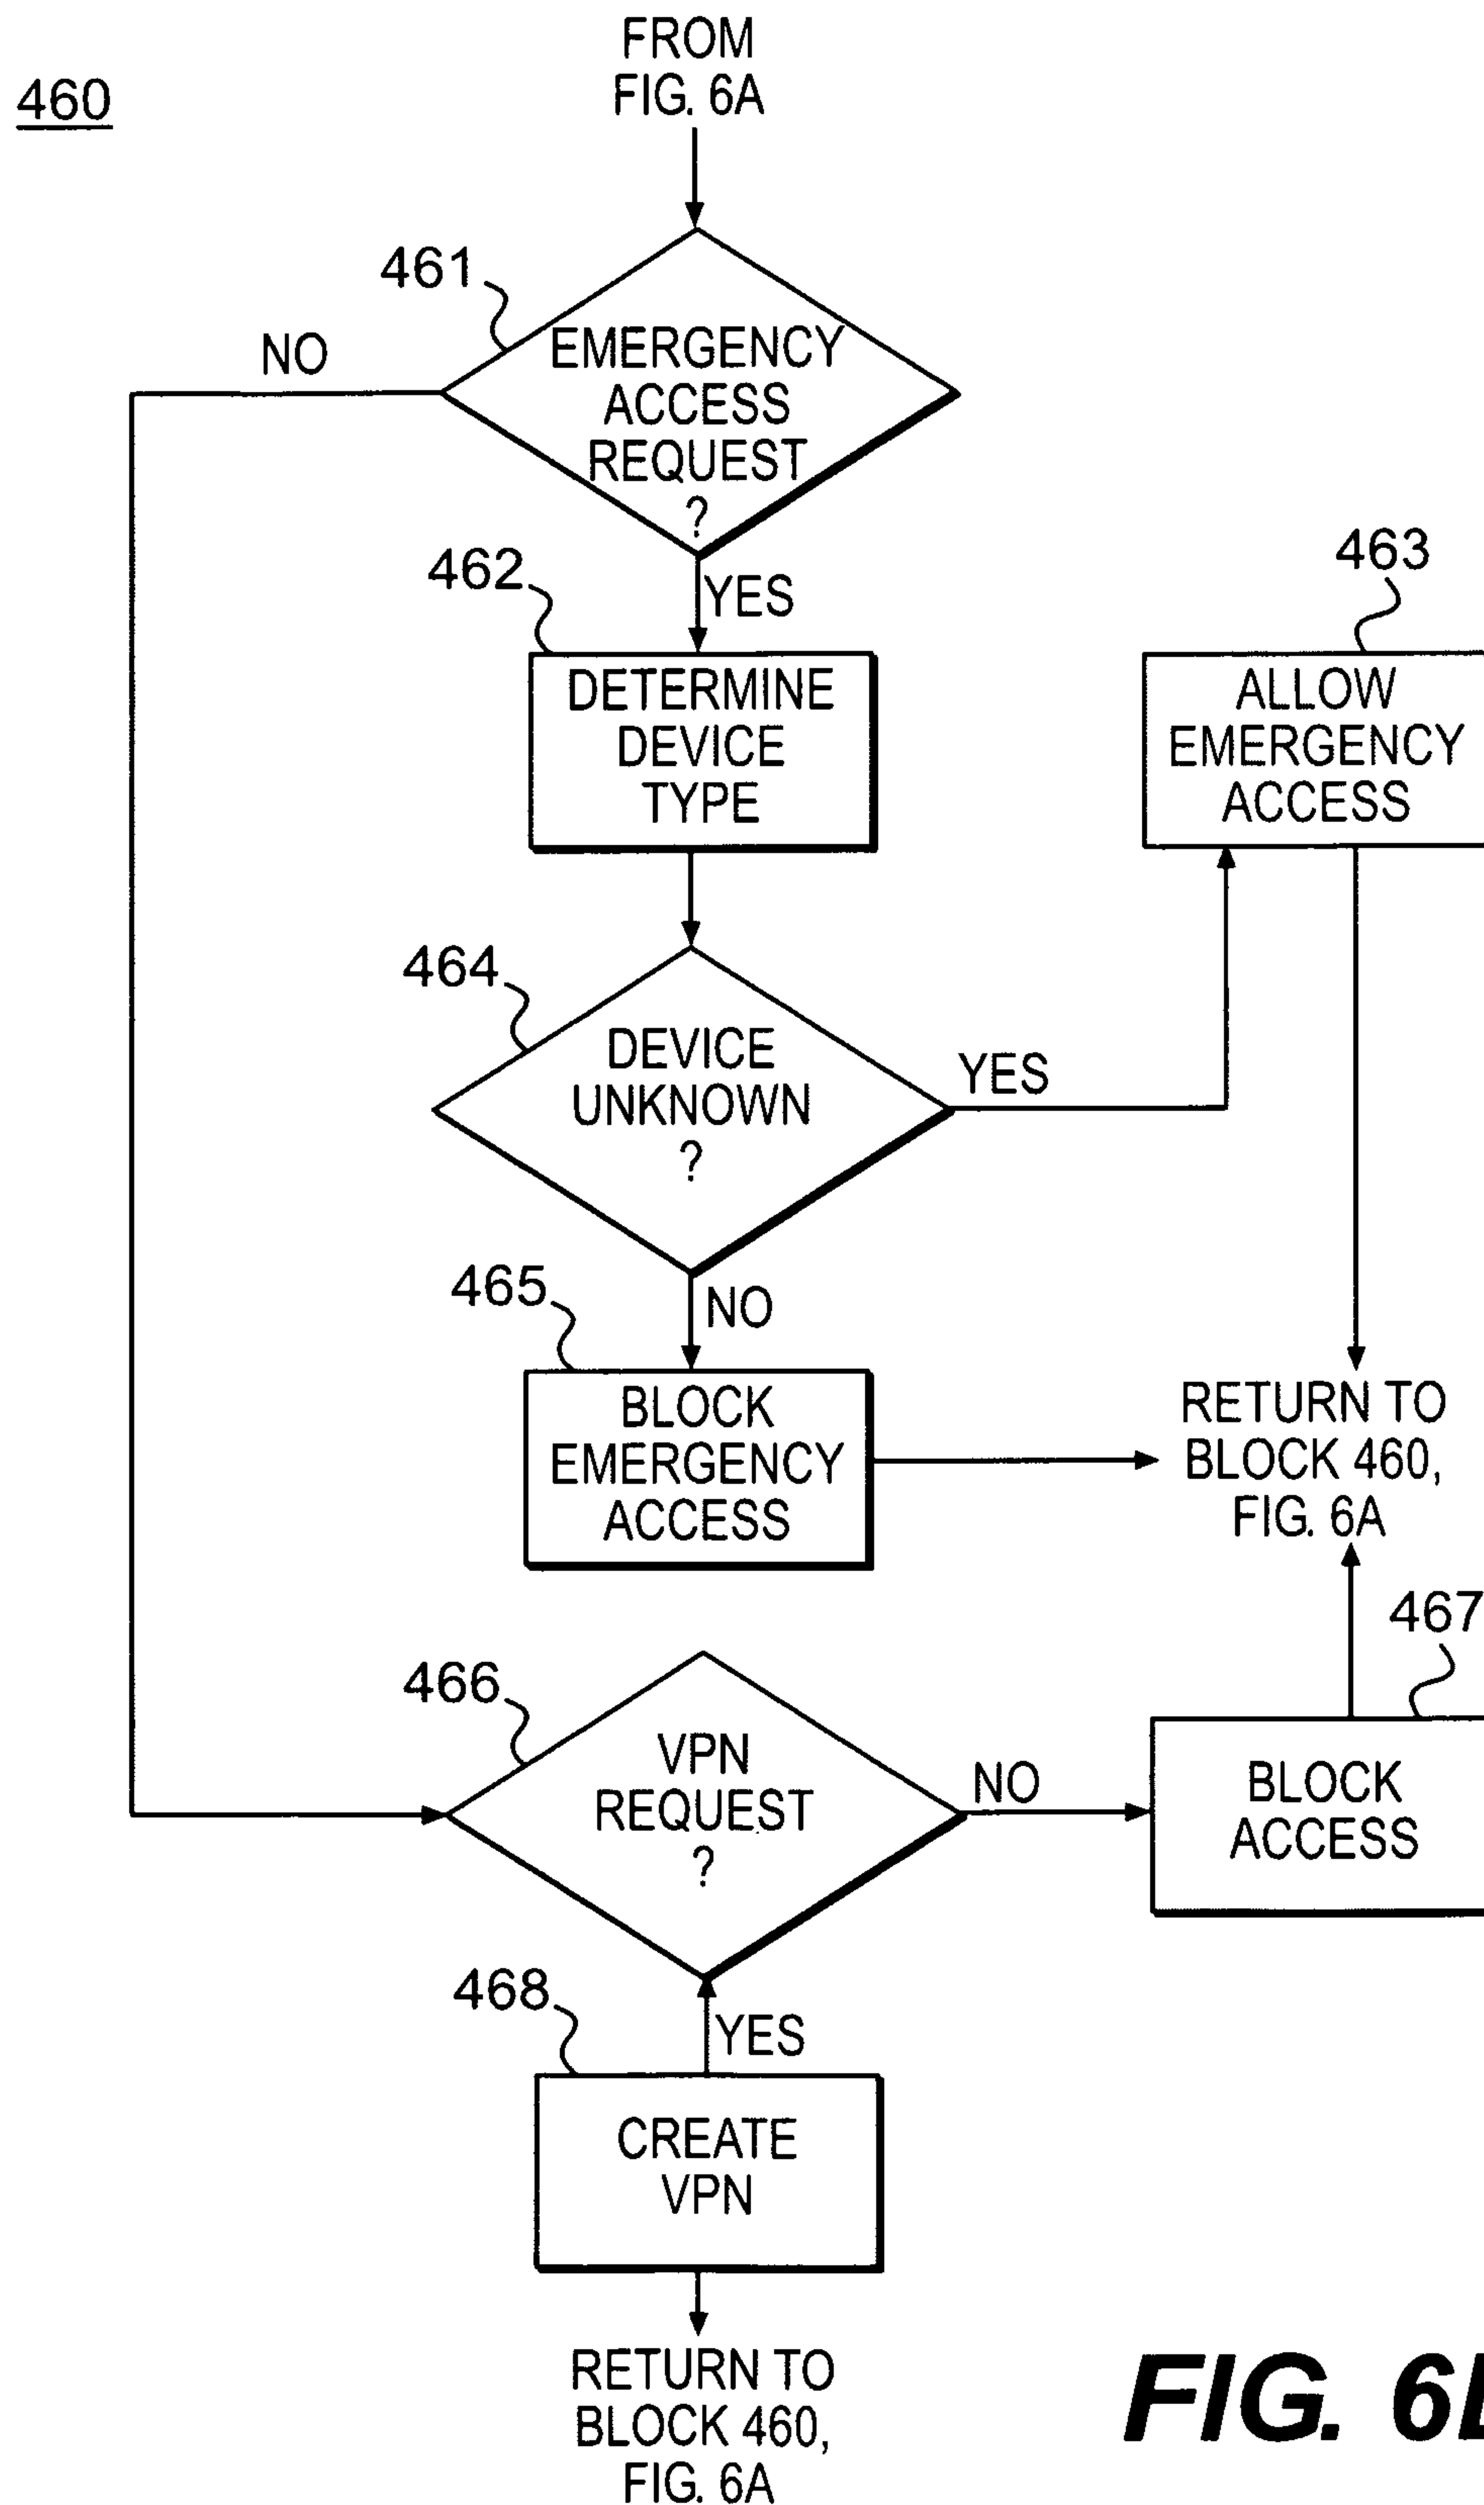 FROM
FIG. 6A
460
461
NO
EMERGENCY
ACCESS
REQUEST
?
462
YES
463
DETERMINE
DEVICE
TYPE
ALLOW
EMERGENCY
ACCESS
464
DEVICE
UNKNOWN
?
YES
465
NO
BLOCK
EMERGENCY
ACCESS
RETURN TO
BLOCK 460,
FIG. 6A
467
466
VPN
REQUEST
?
NO
BLOCK
ACCESS
468
YES
CREATE
VPN
RETURN TO
BLOCK 460,
FIG. 6A
FIG.